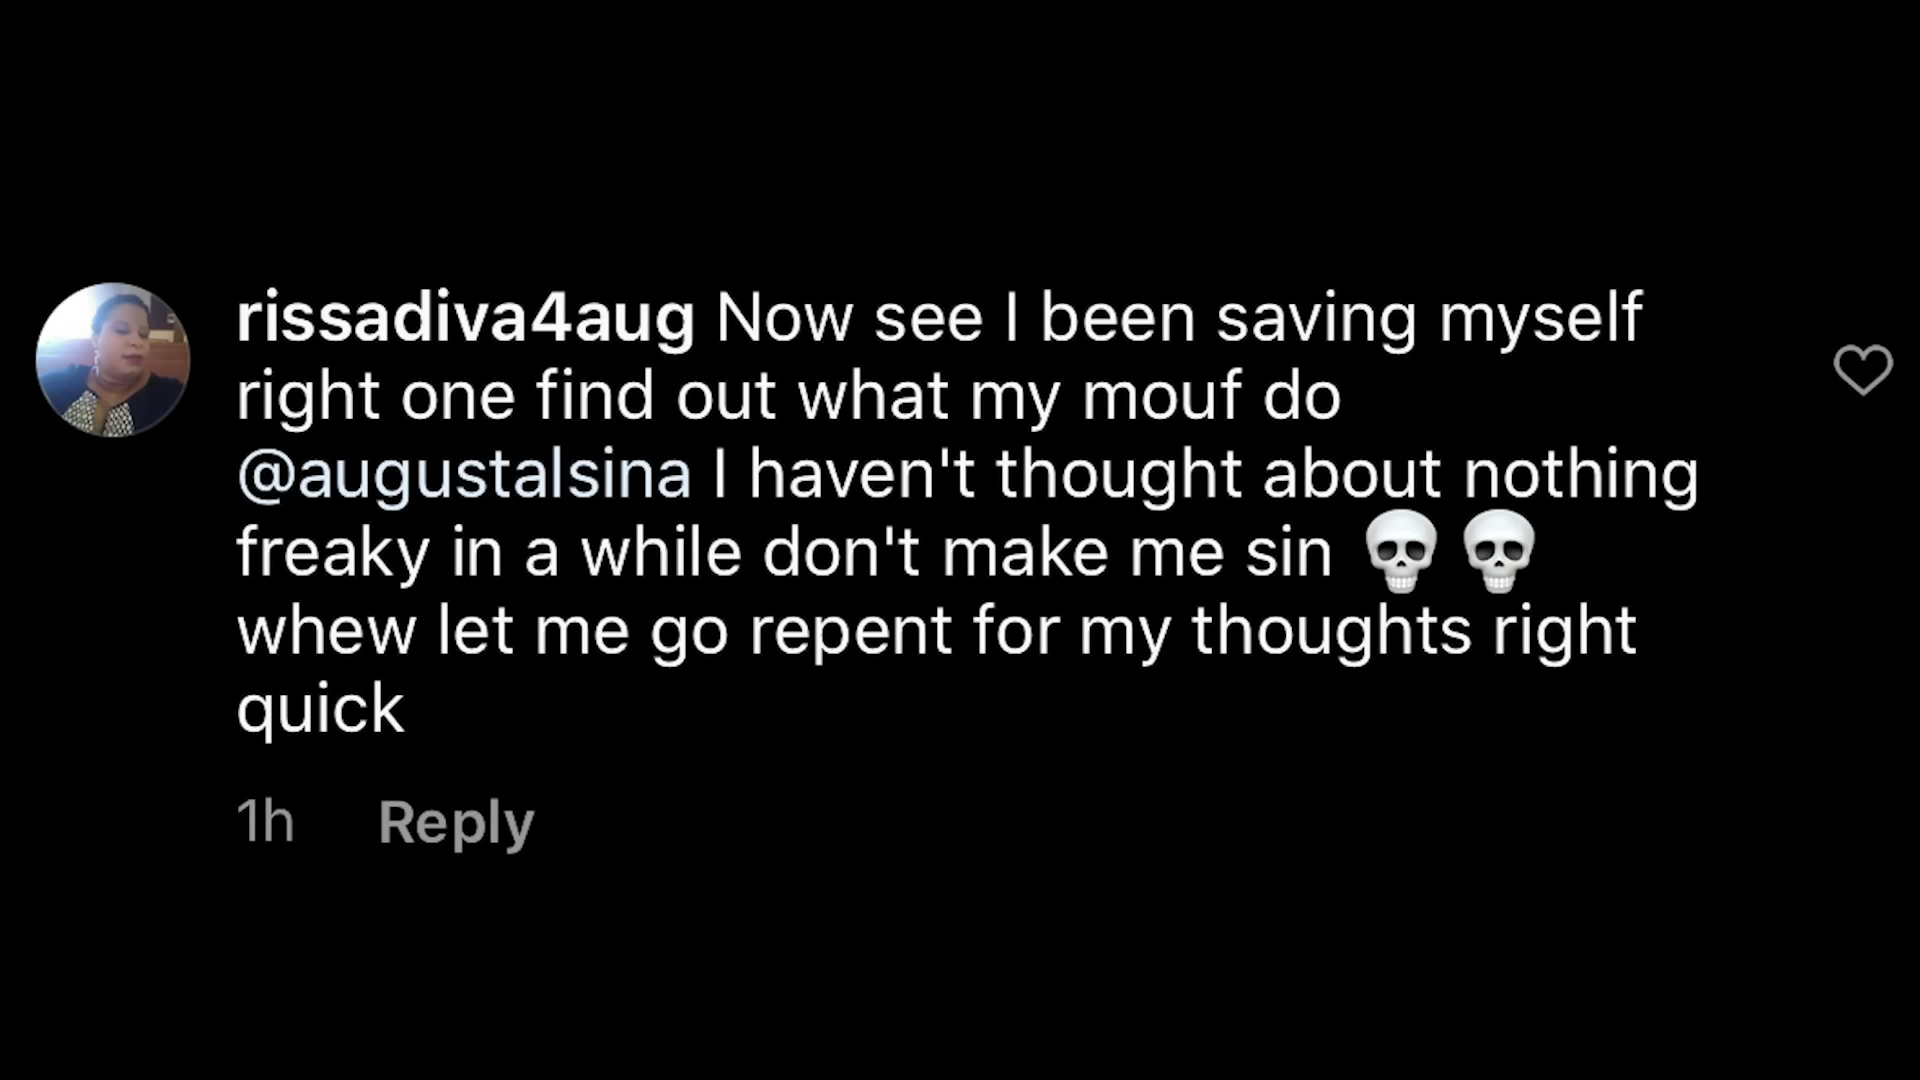 rissadiva4aug Now see I been saving myself
right one find out what my mouf do
@augustalsina I haven't thought about nothing
freaky in a while don't make me sin 💀💀
whew let me go repent for my thoughts right
quick
1h Reply